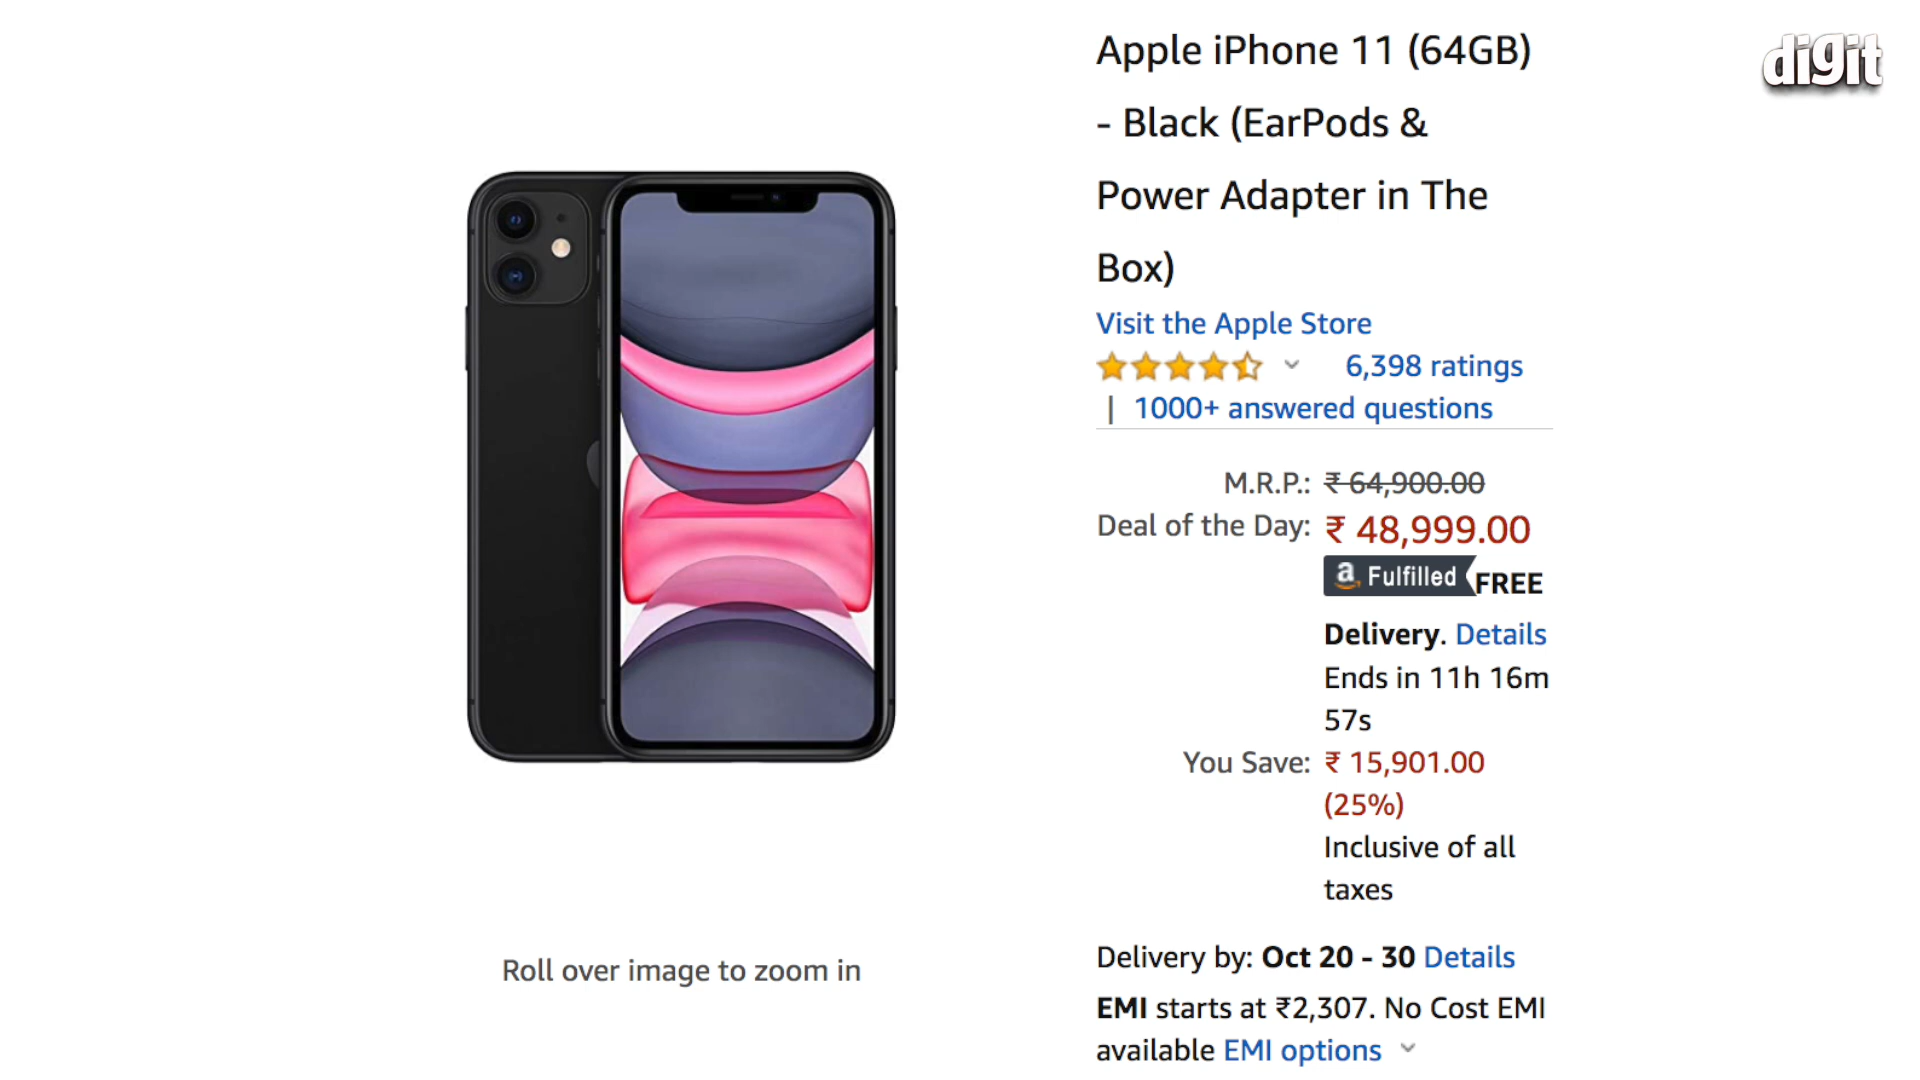 digit
Apple iPhone 11 (64GB)
- Black (EarPods &
Power Adapter in The
Box)
Visit the Apple Store
6,398 ratings
| 1000+ answered questions
M.R.P.: ₹ 64,900.00
Deal of the Day: ₹ 48,999.00
a Fulfilled FREE
Delivery. Details
Ends in 11h 16m
57s
You Save: ₹ 15,901.00
(25%)
Inclusive of all
taxes
Roll over image to zoom in
Delivery by: Oct 20 - 30 Details
EMI starts at ₹2,307. No Cost EMI
available EMI options